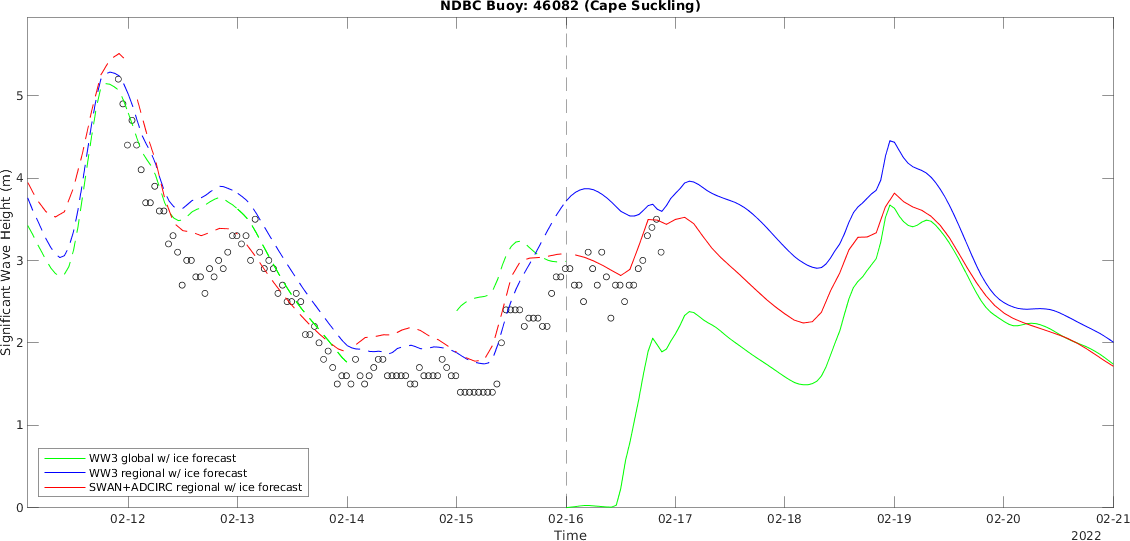 NDBC Buoy: 46082 (Cape Suckling)
Significant Wave Height (m)
5
4
3
2
1
0
WW3 global w/ ice forecast
WW3 regional w/ ice forecast
SWAN+ADCIRC regional w/ ice forecast
02-12 02-13 02-14 02-15 02-16 02-17 02-18 02-19 02-20 02-21
Time
2022